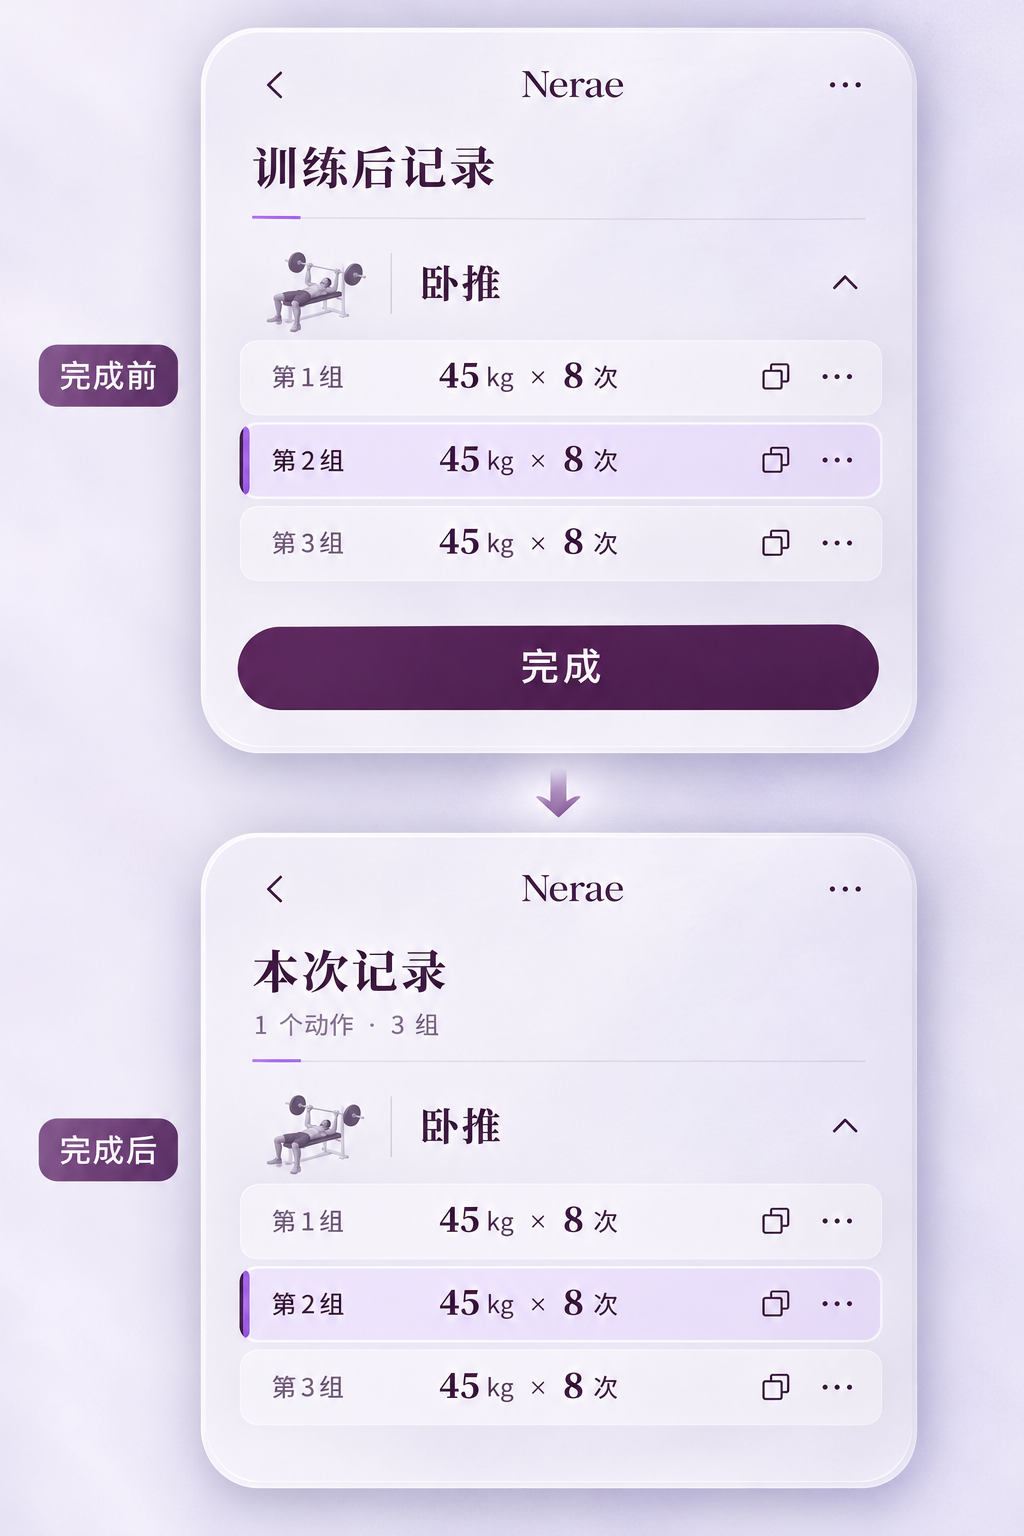 Nerae
训练后记录
卧推
完成前
第1组 45 kg × 8 次
第2组 45 kg × 8 次
第3组 45 kg × 8 次
完成
Nerae
本次记录
1 个动作 · 3 组
卧推
完成后
第1组 45 kg × 8 次
第2组 45 kg × 8 次
第3组 45 kg × 8 次